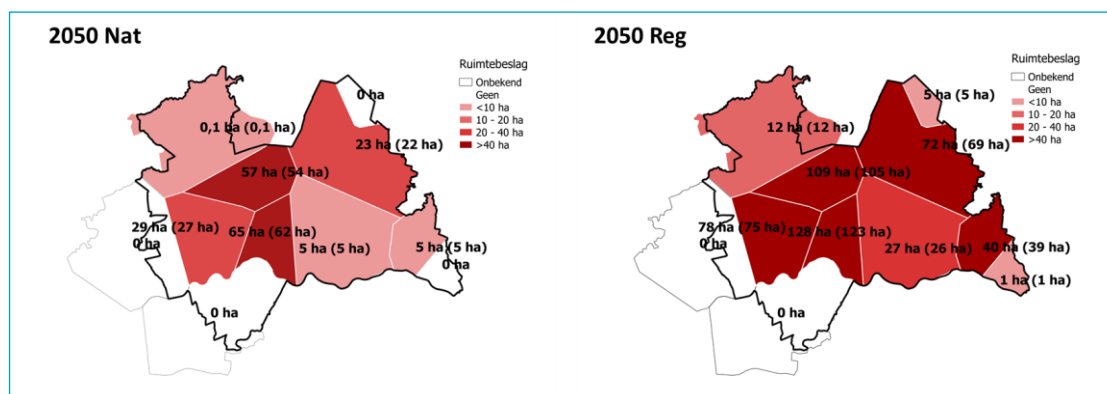 2050 Nat
Ruimtebeslag
Onbekend
Geen
<10 ha
10 - 20 ha
20 - 40 ha
>40 ha
0 ha
0,1 ha (0,1 ha)
23 ha (22 ha)
57 ha (54 ha)
29 ha (27 ha)
0 ha
65 ha (62 ha)
5 ha (5 ha)
5 ha (5 ha)
0 ha
0 ha
2050 Reg
Ruimtebeslag
Onbekend
Geen
<10 ha
10 - 20 ha
20 - 40 ha
>40 ha
5 ha (5 ha)
12 ha (12 ha)
72 ha (69 ha)
109 ha (105 ha)
78 ha (75 ha)
0 ha
128 ha (123 ha)
27 ha (26 ha)
40 ha (39 ha)
1 ha (1 ha)
0 ha